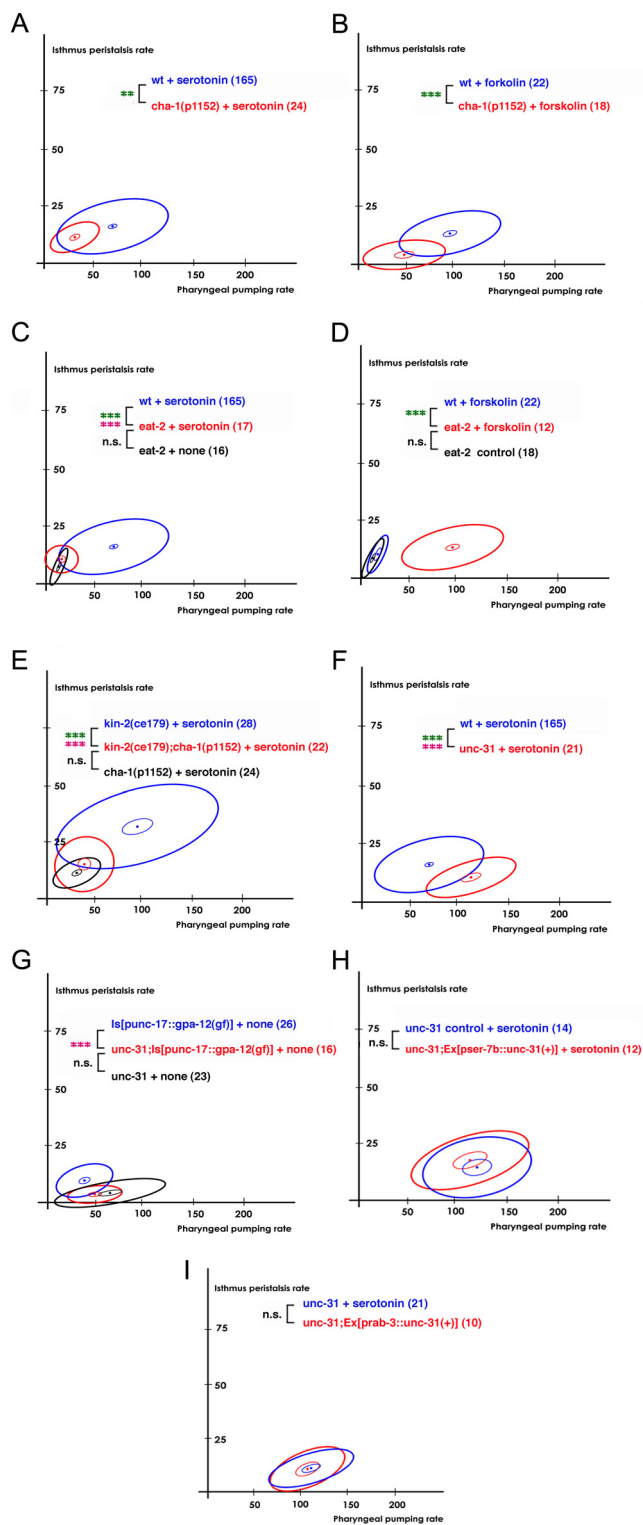 A
Isthmus peristalsis rate
75
50
25
wt + serotonin (165)
**
cha-1(p1152) + serotonin (24)
50
100
150
200
Pharyngeal pumping rate
B
Isthmus peristalsis rate
75
50
25
wt + forkolin (22)
***
cha-1(p1152) + forskolin (18)
50
100
150
200
Pharyngeal pumping rate
C
Isthmus peristalsis rate
75
50
25
wt + serotonin (165)
***
***
eat-2 + serotonin (17)
n.s.
eat-2 + none (16)
50
100
150
200
Pharyngeal pumping rate
D
Isthmus peristalsis rate
75
50
25
wt + forskolin (22)
***
eat-2 + forskolin (12)
n.s.
eat-2 control (18)
50
100
150
200
Pharyngeal pumping rate
E
Isthmus peristalsis rate
50
25
kin-2(ce179) + serotonin (28)
***
***
kin-2(ce179);cha-1(p1152) + serotonin (22)
n.s.
cha-1(p1152) + serotonin (24)
50
100
150
200
Pharyngeal pumping rate
F
Isthmus peristalsis rate
75
50
25
wt + serotonin (165)
***
***
unc-31 + serotonin (21)
50
100
150
200
Pharyngeal pumping rate
G
Isthmus peristalsis rate
75
50
25
Is[punc-17::gpa-12(gf)] + none (26)
***
unc-31;Is[punc-17::gpa-12(gf)] + none (16)
n.s.
unc-31 + none (23)
50
100
150
200
Pharyngeal pumping rate
H
Isthmus peristalsis rate
75
50
25
unc-31 control + serotonin (14)
n.s.
unc-31;Ex[pser-7b::unc-31(+)] + serotonin (12)
50
100
150
200
Pharyngeal pumping rate
I
Isthmus peristalsis rate
75
50
25
unc-31 + serotonin (21)
n.s.
unc-31;Ex[prab-3::unc-31(+)] (10)
50
100
150
200
Pharyngeal pumping rate